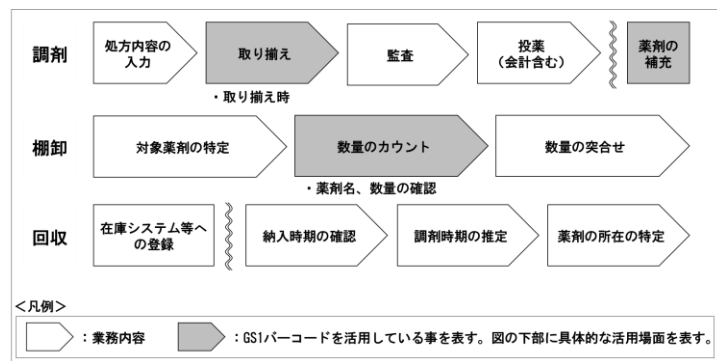 調剤
処方内容の
入力
取り揃え
監査
投薬
（会計含む）
薬剤の
補充
・取り揃え時
棚卸
対象薬剤の特定
数量のカウント
数量の突合せ
・薬剤名、数量の確認
回収
在庫システム等へ
の登録
納入時期の確認
調剤時期の推定
薬剤の所在の特定
＜凡例＞
：業務内容
：GS1バーコードを活用している事を表す。図の下部に具体的な活用場面を表す。